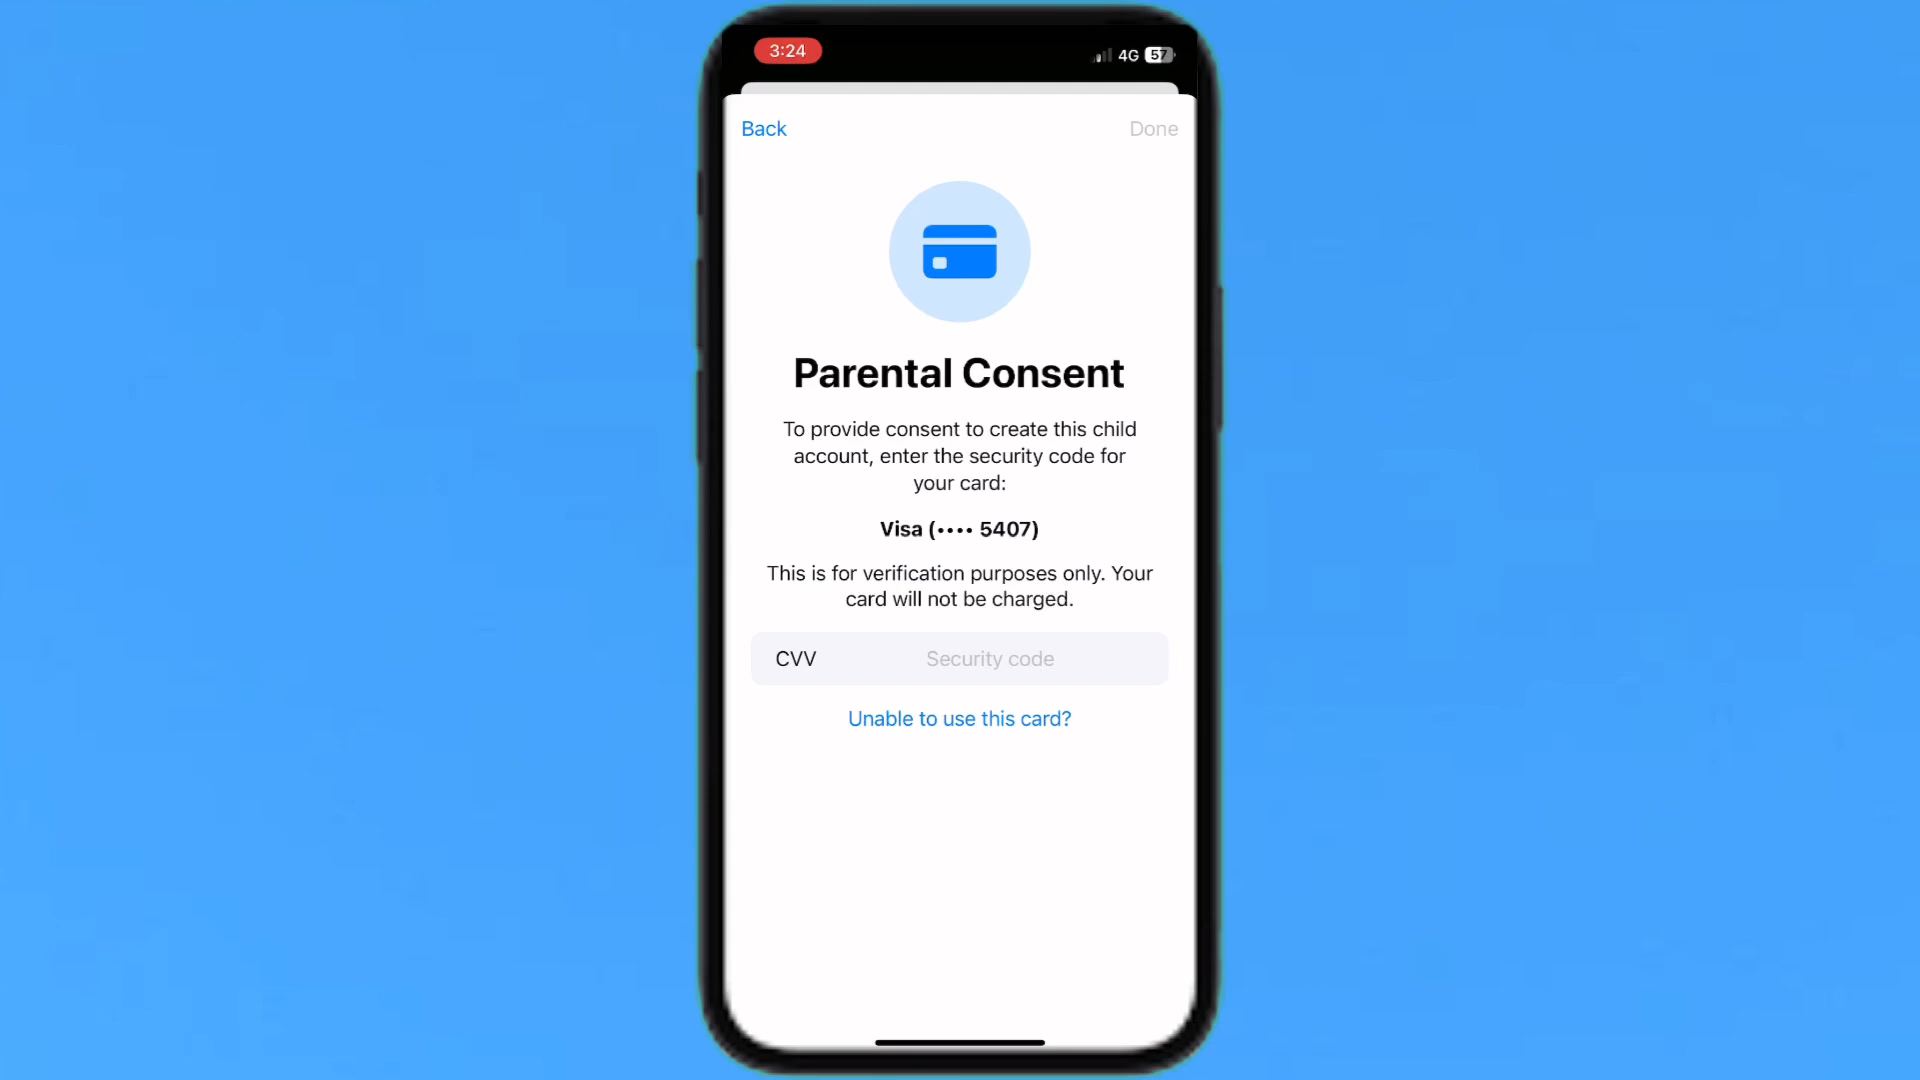 3:24
4G 57
Back
Done
Parental Consent
To provide consent to create this child
account, enter the security code for
your card:
Visa (•••• 5407)
This is for verification purposes only. Your
card will not be charged.
CVV Security code
Unable to use this card?